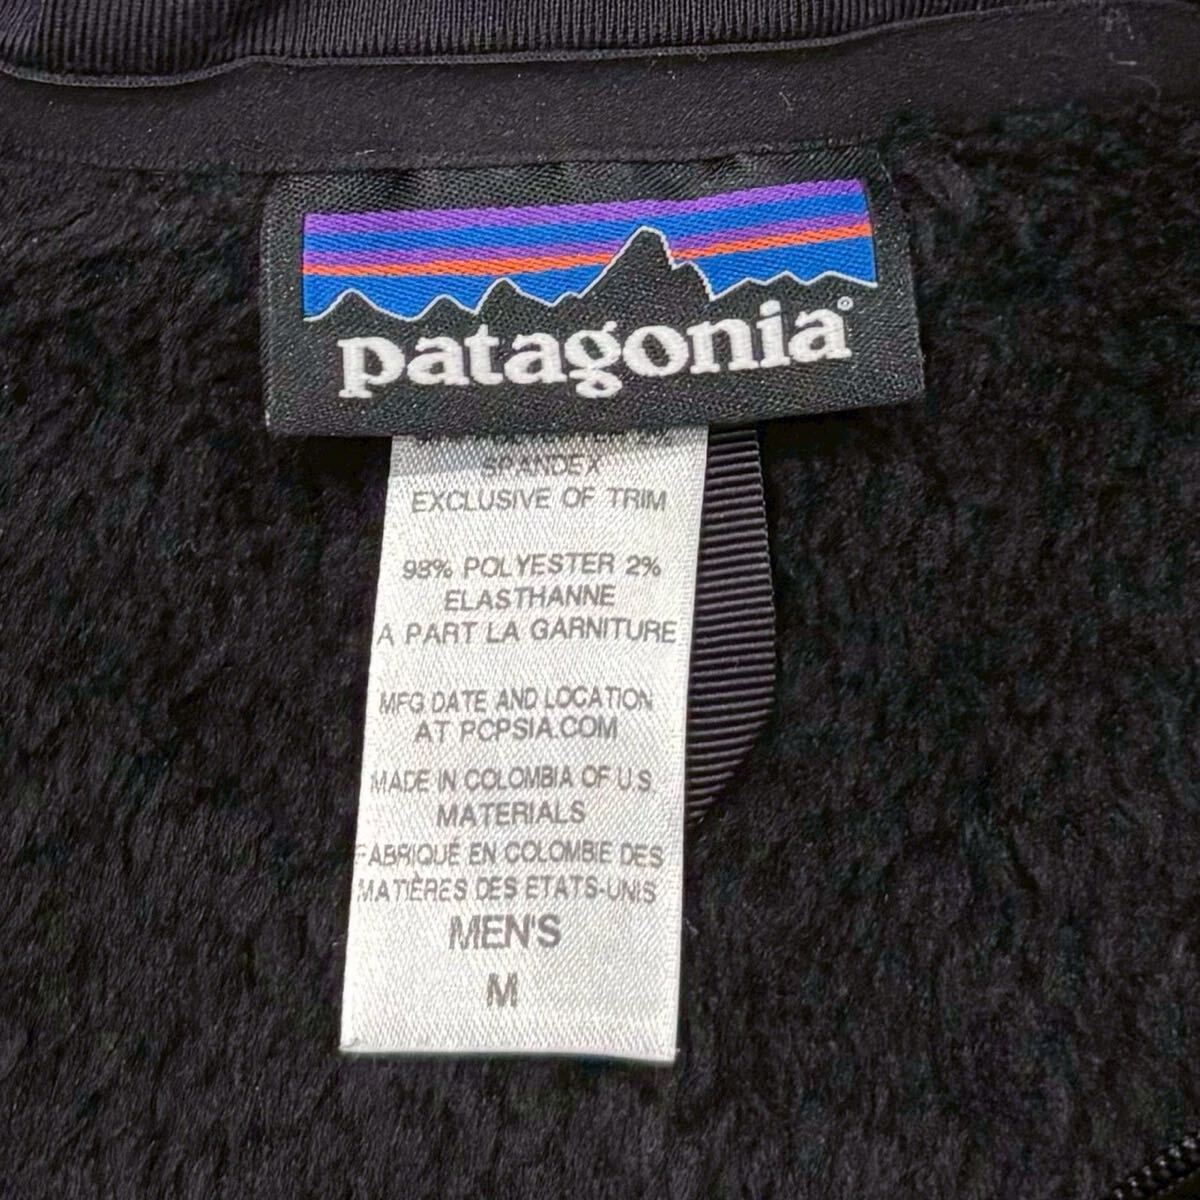 patagonia®
SPANDEX
EXCLUSIVE OF TRIM
98% POLYESTER 2%
ELASTHANNE
A PART LA GARNITURE
MFG DATE AND LOCATION
AT PCPSIA.COM
MADE IN COLOMBIA OF U.S.
MATERIALS
FABRIQUÉ EN COLOMBIE DES
MATIÈRES DES ETATS-UNIS
MEN'S
M